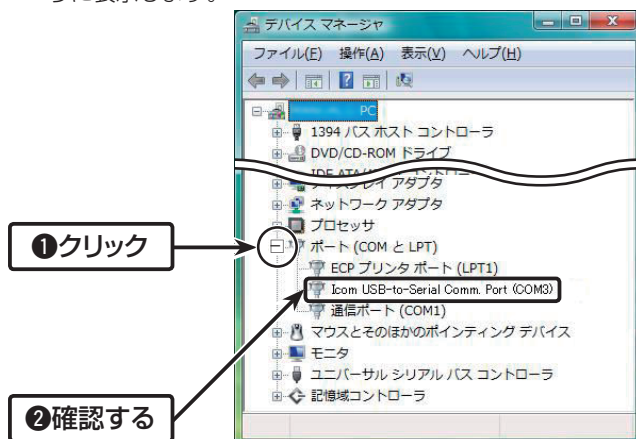 うに表示します。
デバイス マネージャ
ファイル(F) 操作(A) 表示(V) ヘルプ(H)
PC
1394 バス ホスト コントローラ
DVD/CD-ROM ドライブ
ディスプレイ アダプタ
ネットワーク アダプタ
プロセッサ
❶クリック
ポート (COM と LPT)
ECP プリンタ ポート (LPT1)
Icom USB-to-Serial Comm. Port (COM3)
通信ポート (COM1)
マウスとそのほかのポインティング デバイス
モニタ
ユニバーサル シリアル バス コントローラ
❷確認する
記憶域コントローラ